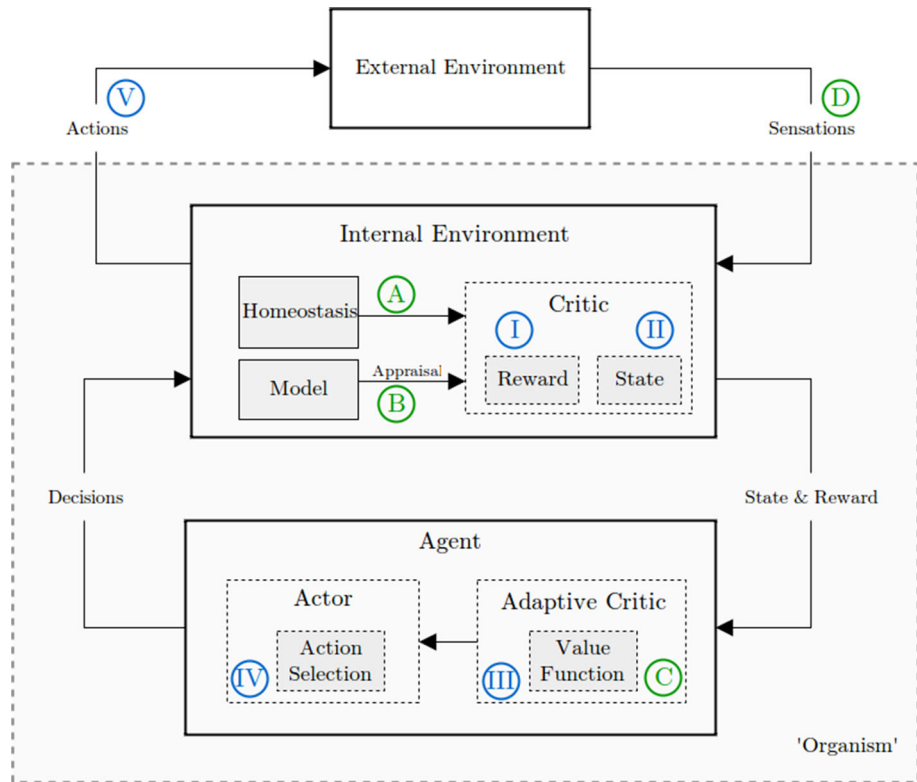 External Environment
V
D
Actions
Sensations
Internal Environment
Homeostasis
A
Critic
I
II
Model
Appraisal
B
Reward
State
Decisions
State & Reward
Agent
Actor
Adaptive Critic
Action
Selection
Value
Function
IV
III
C
'Organism'